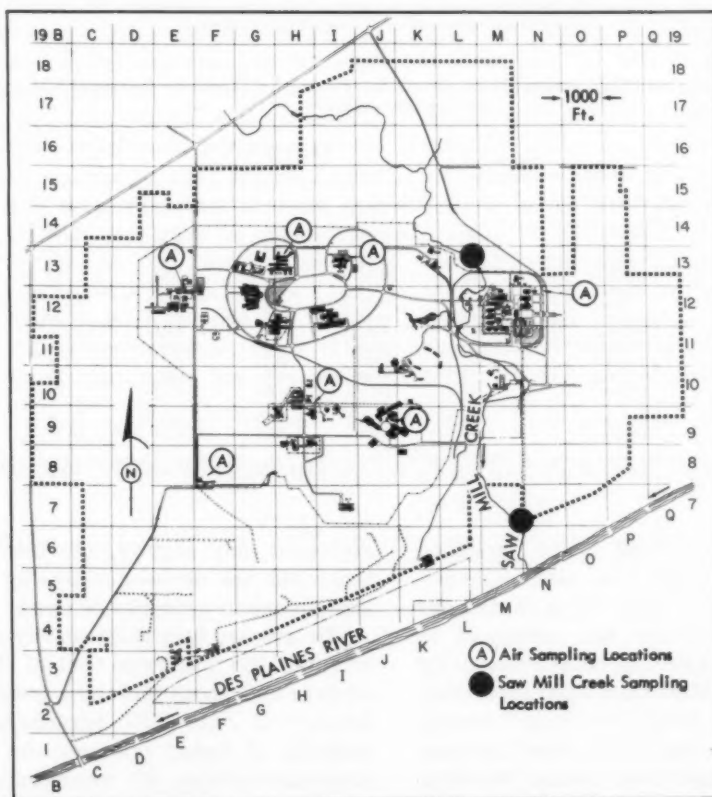 19 B C D E F G H I J K L M N O P Q 19
18 18
17 17
1000
Ft.
16 16
15 15
14 14
A
A A
13 13
A
12 12
11 11
A
10 10
A
9 9
CREEK
A
8 8
N
MILL
7 Q 7
P
6 SAW O
N
5 M
L
4 K
J
A Air Sampling Locations
3 DES PLAINES RIVER I
H
Saw Mill Creek Sampling
Locations
G
2 F
E
1 D
C
B